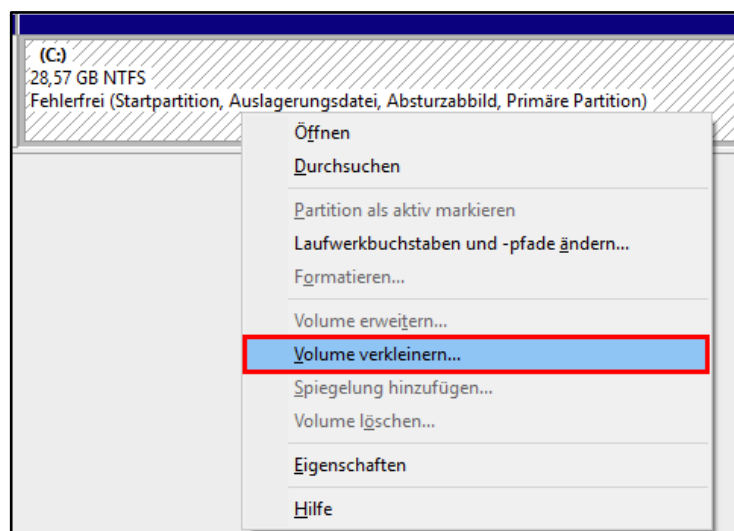 (C:)
28,57 GB NTFS
Fehlerfrei (Startpartition, Auslagerungsdatei, Absturzabbild, Primäre Partition)
Öffnen
Durchsuchen
Partition als aktiv markieren
Laufwerkbuchstaben und -pfade ändern...
Formatieren...
Volume erweitern...
Volume verkleinern...
Spiegelung hinzufügen...
Volume löschen...
Eigenschaften
Hilfe